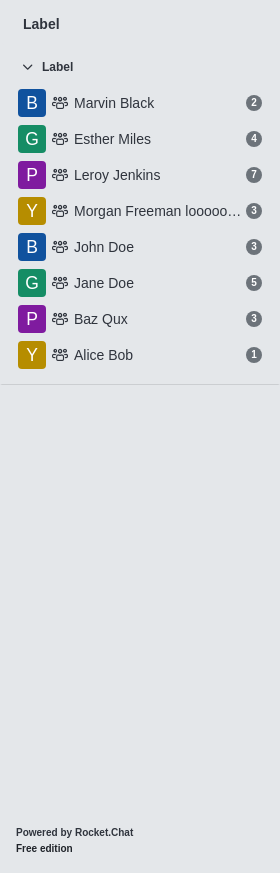 Label
Label
B Marvin Black 2
G Esther Miles 4
P Leroy Jenkins 7
Y Morgan Freeman looooo… 3
B John Doe 3
G Jane Doe 5
P Baz Qux 3
Y Alice Bob 1
Powered by Rocket.Chat
Free edition